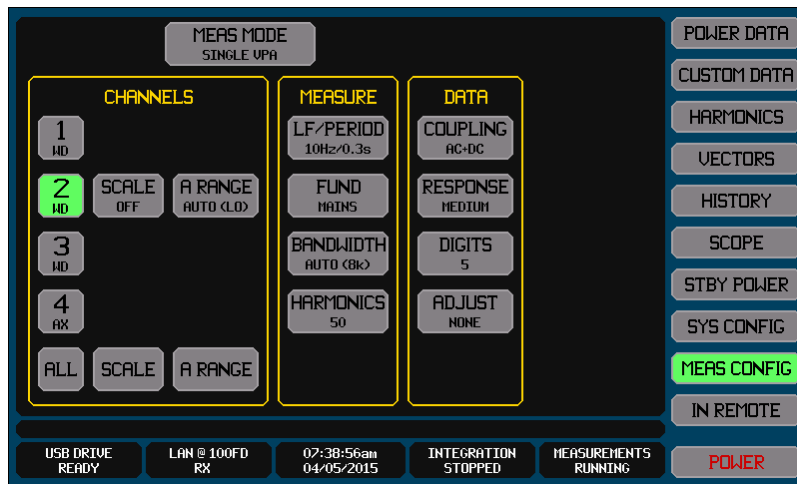 MEAS MODE
SINGLE VPA
CHANNELS
1
WD
2
WD
SCALE
OFF
A RANGE
AUTO (LO)
3
WD
4
AX
ALL
SCALE
A RANGE
MEASURE
LF/PERIOD
10Hz/0.3s
FUND
MAINS
BANDWIDTH
AUTO (8k)
HARMONICS
50
DATA
COUPLING
AC+DC
RESPONSE
MEDIUM
DIGITS
5
ADJUST
NONE
POWER DATA
CUSTOM DATA
HARMONICS
VECTORS
HISTORY
SCOPE
STBY POWER
SYS CONFIG
MEAS CONFIG
IN REMOTE
POWER
USB DRIVE
READY
LAN @ 100FD
RX
07:38:56am
04/05/2015
INTEGRATION
STOPPED
MEASUREMENTS
RUNNING